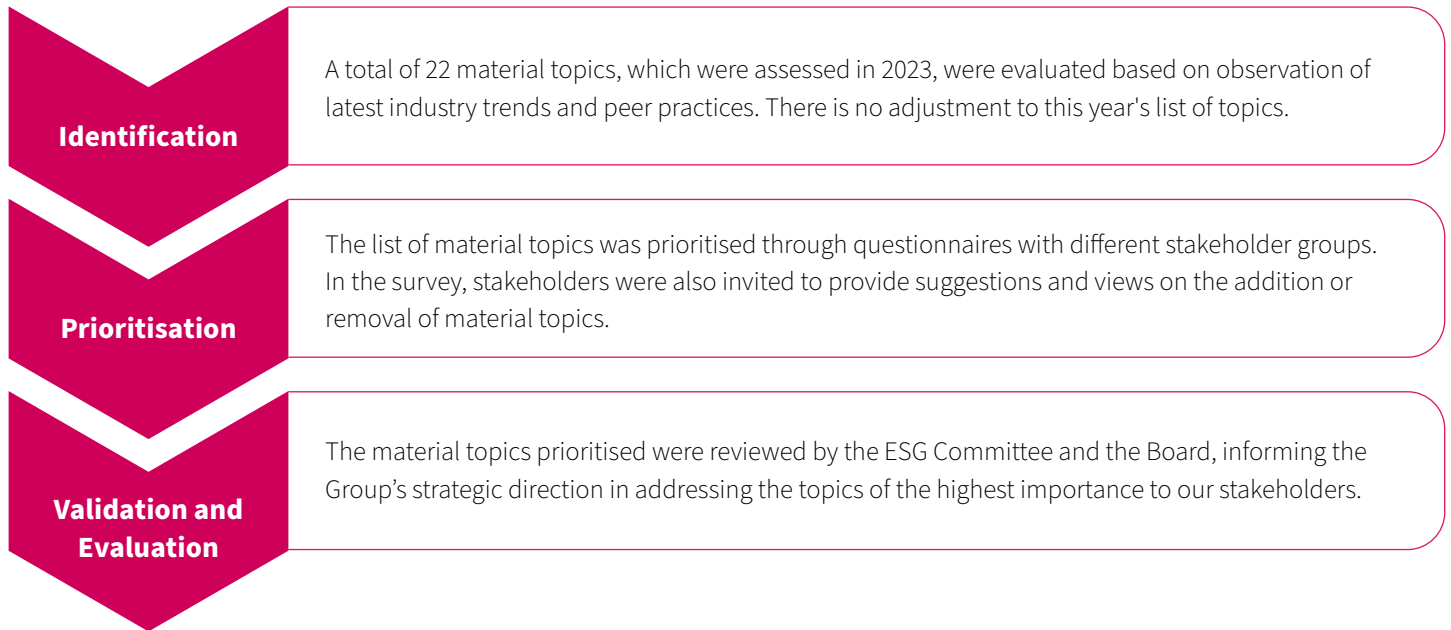 Identification
A total of 22 material topics, which were assessed in 2023, were evaluated based on observation of
latest industry trends and peer practices. There is no adjustment to this year's list of topics.
Prioritisation
The list of material topics was prioritised through questionnaires with different stakeholder groups.
In the survey, stakeholders were also invited to provide suggestions and views on the addition or
removal of material topics.
Validation and
Evaluation
The material topics prioritised were reviewed by the ESG Committee and the Board, informing the
Group’s strategic direction in addressing the topics of the highest importance to our stakeholders.